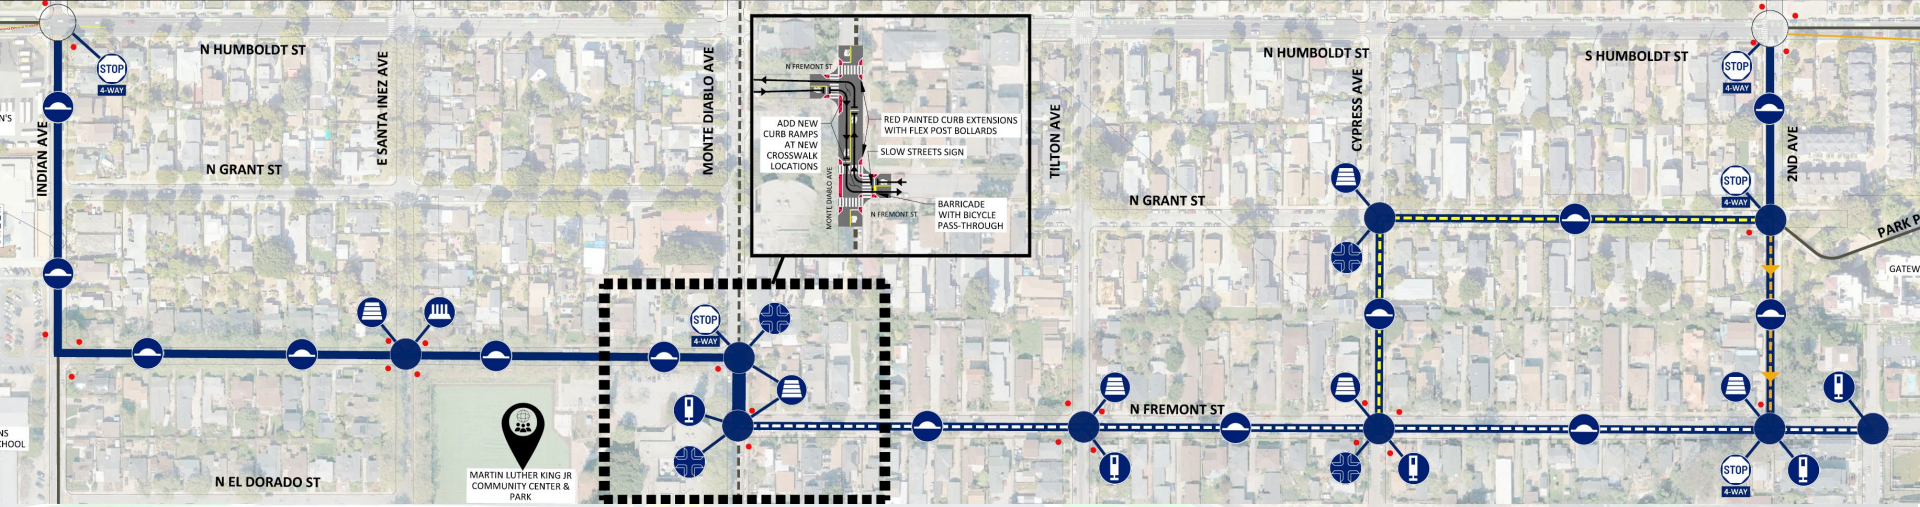 N HUMBOLDT ST
STOP
4-WAY
INDIAN AVE
E SANTA INEZ AVE
MONTE DIABLO AVE
N GRANT ST
N FREMONT ST
ADD NEW
CURB RAMPS
AT NEW
CROSSWALK
LOCATIONS
RED PAINTED CURB EXTENSIONS
WITH FLEX POST BOLLARDS
SLOW STREETS SIGN
MONTE DIABLO AVE
N FREMONT ST
BARRICADE
WITH BICYCLE
PASS-THROUGH
TILTON AVE
N HUMBOLDT ST
CYPRESS AVE
S HUMBOLDT ST
STOP
4-WAY
2ND AVE
N GRANT ST
STOP
4-WAY
PARK P
GATEW
N'S
NS
CHOOL
STOP
4-WAY
MARTIN LUTHER KING JR
COMMUNITY CENTER &
PARK
N EL DORADO ST
N FREMONT ST
STOP
4-WAY